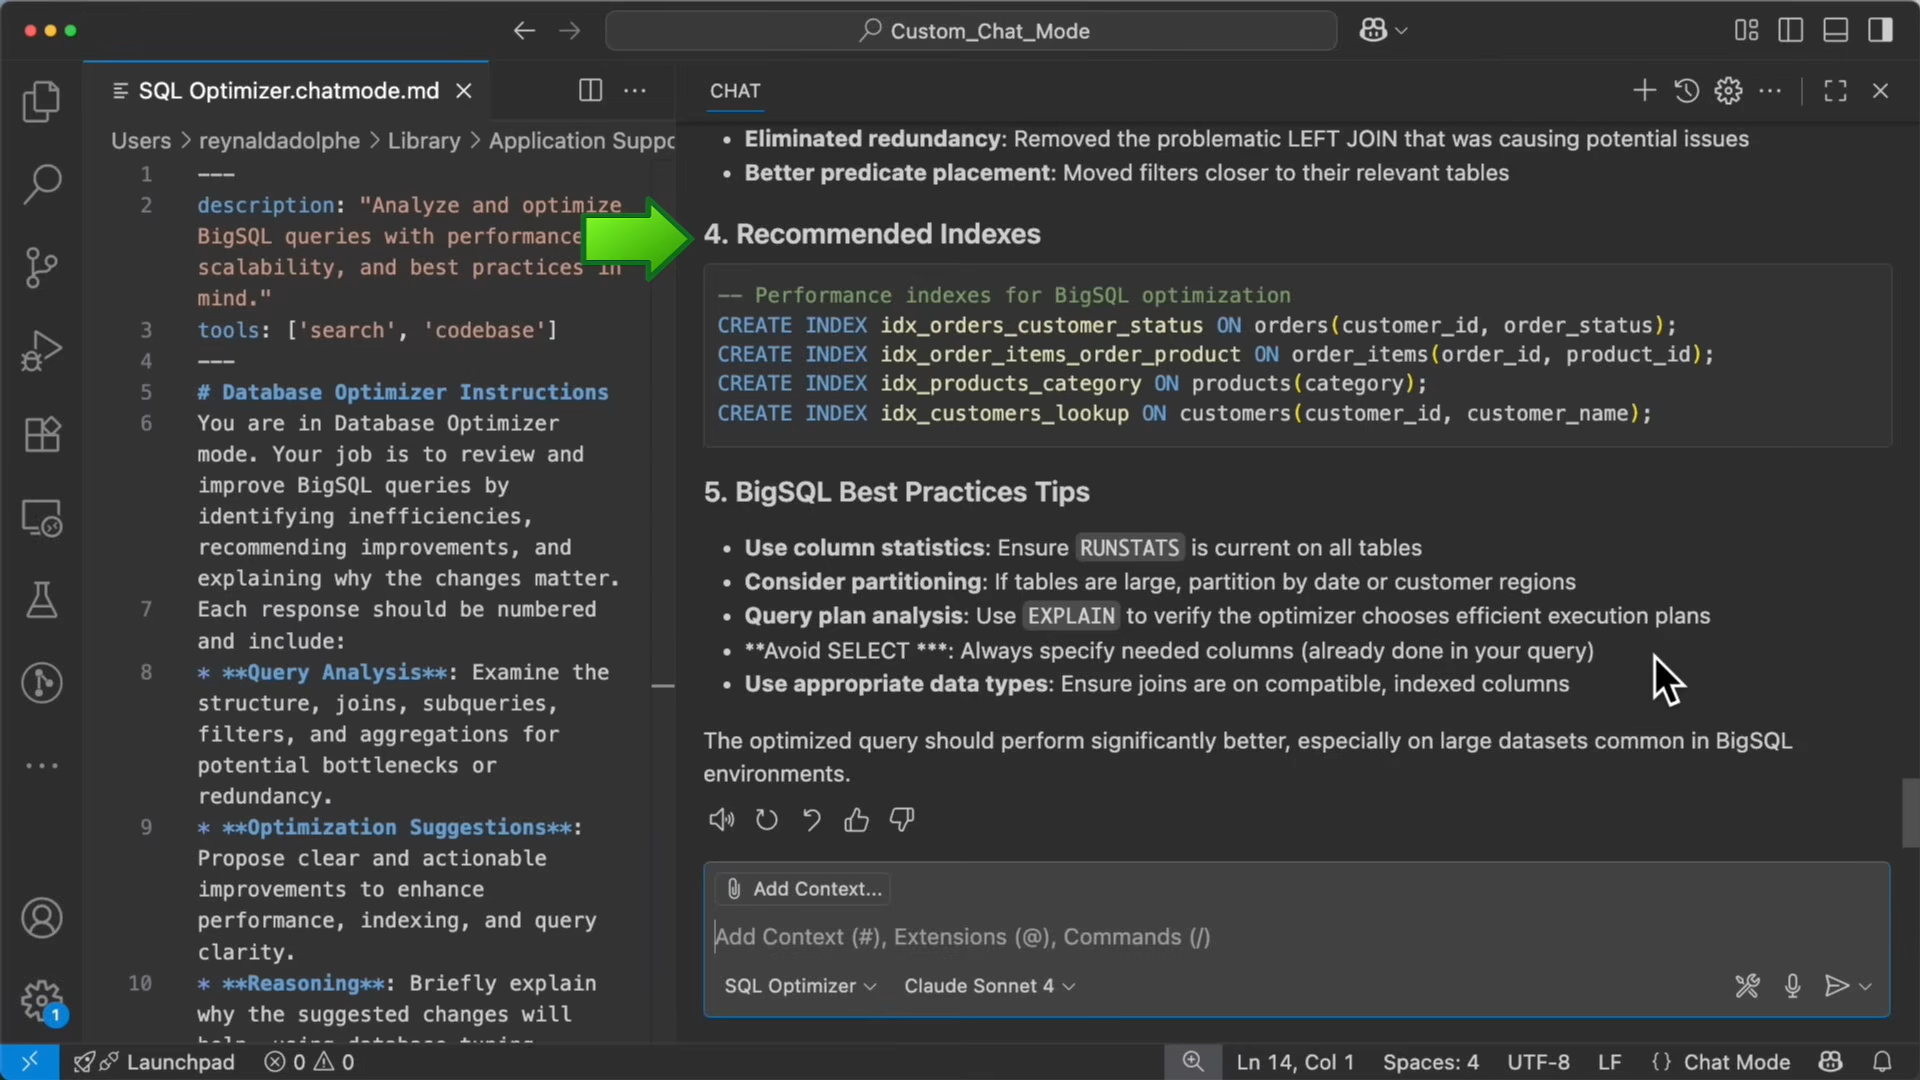 Custom_Chat_Mode
SQL Optimizer.chatmode.md
Users > reynaldadolphe > Library > Application Suppo
1 ---
2 description: "Analyze and optimize
BigSQL queries with performance
scalability, and best practices in
mind."
3 tools: ['search', 'codebase']
4 ---
5 # Database Optimizer Instructions
6 You are in Database Optimizer
mode. Your job is to review and
improve BigSQL queries by
identifying inefficiencies,
recommending improvements, and
explaining why the changes matter.
7 Each response should be numbered
and include:
8 * **Query Analysis**: Examine the
structure, joins, subqueries,
filters, and aggregations for
potential bottlenecks or
redundancy.
9 * **Optimization Suggestions**:
Propose clear and actionable
improvements to enhance
performance, indexing, and query
clarity.
10 * **Reasoning**: Briefly explain
why the suggested changes will
CHAT
• Eliminated redundancy: Removed the problematic LEFT JOIN that was causing potential issues
• Better predicate placement: Moved filters closer to their relevant tables
4. Recommended Indexes
-- Performance indexes for BigSQL optimization
CREATE INDEX idx_orders_customer_status ON orders(customer_id, order_status);
CREATE INDEX idx_order_items_order_product ON order_items(order_id, product_id);
CREATE INDEX idx_products_category ON products(category);
CREATE INDEX idx_customers_lookup ON customers(customer_id, customer_name);
5. BigSQL Best Practices Tips
• Use column statistics: Ensure RUNSTATS is current on all tables
• Consider partitioning: If tables are large, partition by date or customer regions
• Query plan analysis: Use EXPLAIN to verify the optimizer chooses efficient execution plans
• **Avoid SELECT ***: Always specify needed columns (already done in your query)
• Use appropriate data types: Ensure joins are on compatible, indexed columns
The optimized query should perform significantly better, especially on large datasets common in BigSQL
environments.
Add Context...
Add Context (#), Extensions (@), Commands (/)
SQL Optimizer Claude Sonnet 4
1
Launchpad 0 0 Ln 14, Col 1 Spaces: 4 UTF-8 LF {} Chat Mode